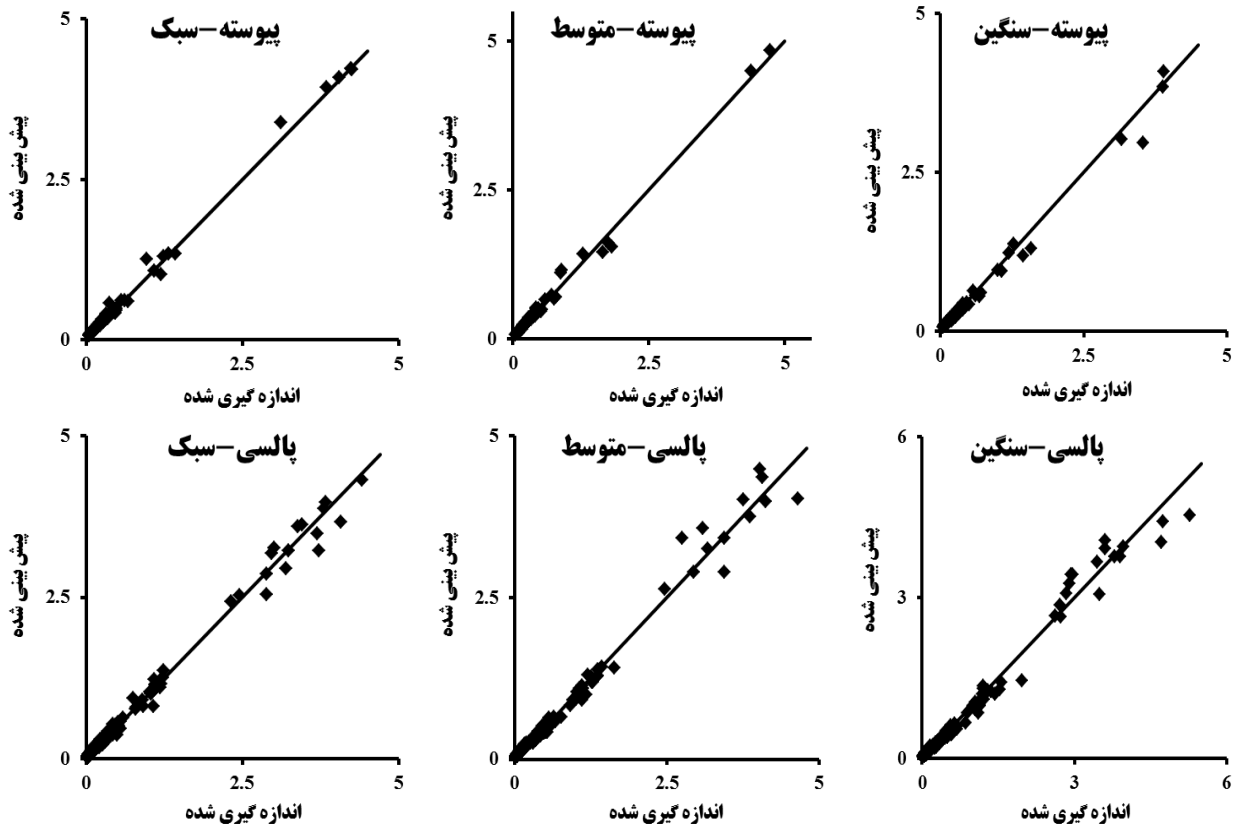 پیوسته-سبک
5
2.5
0
0
2.5
5
پیش بینی شده
اندازه گیری شده
پیوسته-متوسط
5
2.5
0
0
2.5
5
پیش بینی شده
اندازه گیری شده
پیوسته-سنگین
5
2.5
0
0
2.5
5
پیش بینی شده
اندازه گیری شده
پالسی-سبک
5
2.5
0
0
2.5
5
پیش بینی شده
اندازه گیری شده
پالسی-متوسط
5
2.5
0
0
2.5
5
پیش بینی شده
اندازه گیری شده
پالسی-سنگین
6
3
0
0
3
6
پیش بینی شده
اندازه گیری شده